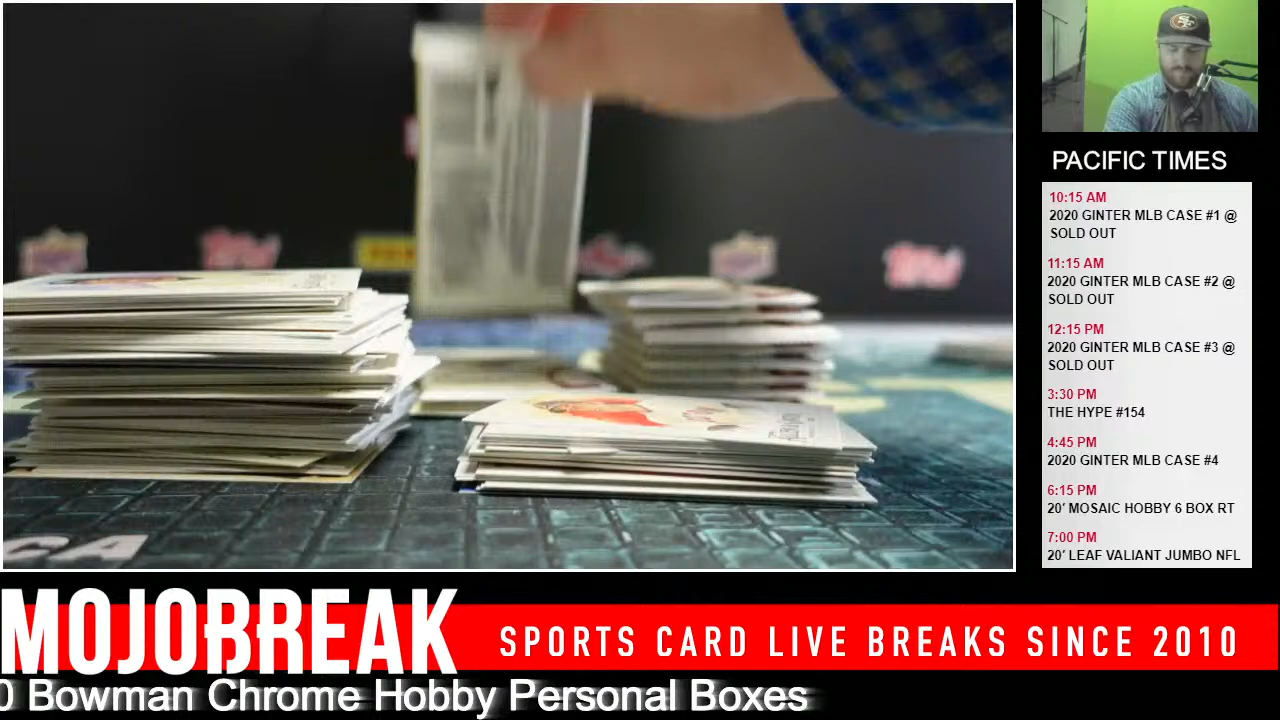 PACIFIC TIMES
10:15 AM
2020 GINTER MLB CASE #1 @
SOLD OUT
11:15 AM
2020 GINTER MLB CASE #2 @
SOLD OUT
12:15 PM
2020 GINTER MLB CASE #3 @
SOLD OUT
3:30 PM
THE HYPE #154
4:45 PM
2020 GINTER MLB CASE #4
6:15 PM
20' MOSAIC HOBBY 6 BOX RT
7:00 PM
20' LEAF VALIANT JUMBO NFL
topps
topps
CA
MOJOBREAK
SPORTS CARD LIVE BREAKS SINCE 2010
0 Bowman Chrome Hobby Personal Boxes